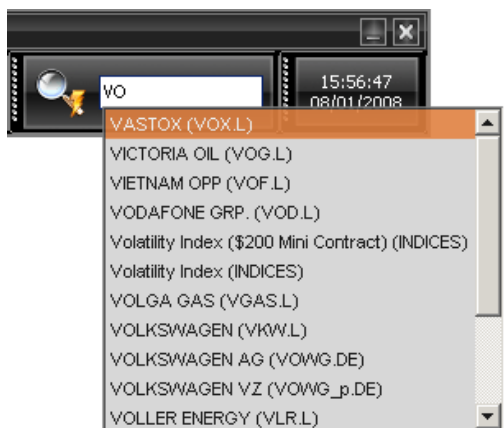 VO
15:56:47
08/01/2008
VASTOX (VOX.L)
VICTORIA OIL (VOG.L)
VIETNAM OPP (VOF.L)
VODAFONE GRP. (VOD.L)
Volatility Index ($200 Mini Contract) (INDICES)
Volatility Index (INDICES)
VOLGA GAS (VGAS.L)
VOLKSWAGEN (VKW.L)
VOLKSWAGEN AG (VOWG.DE)
VOLKSWAGEN VZ (VOWG_p.DE)
VOLLER ENERGY (VLR.L)